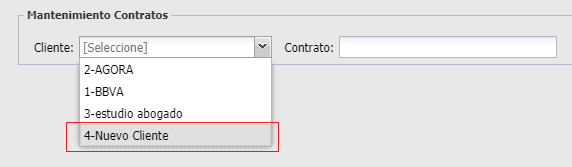 Mantenimiento Contratos
Cliente: [Seleccione] Contrato:
2-AGORA
1-BBVA
3-estudio abogado
4-Nuevo Cliente